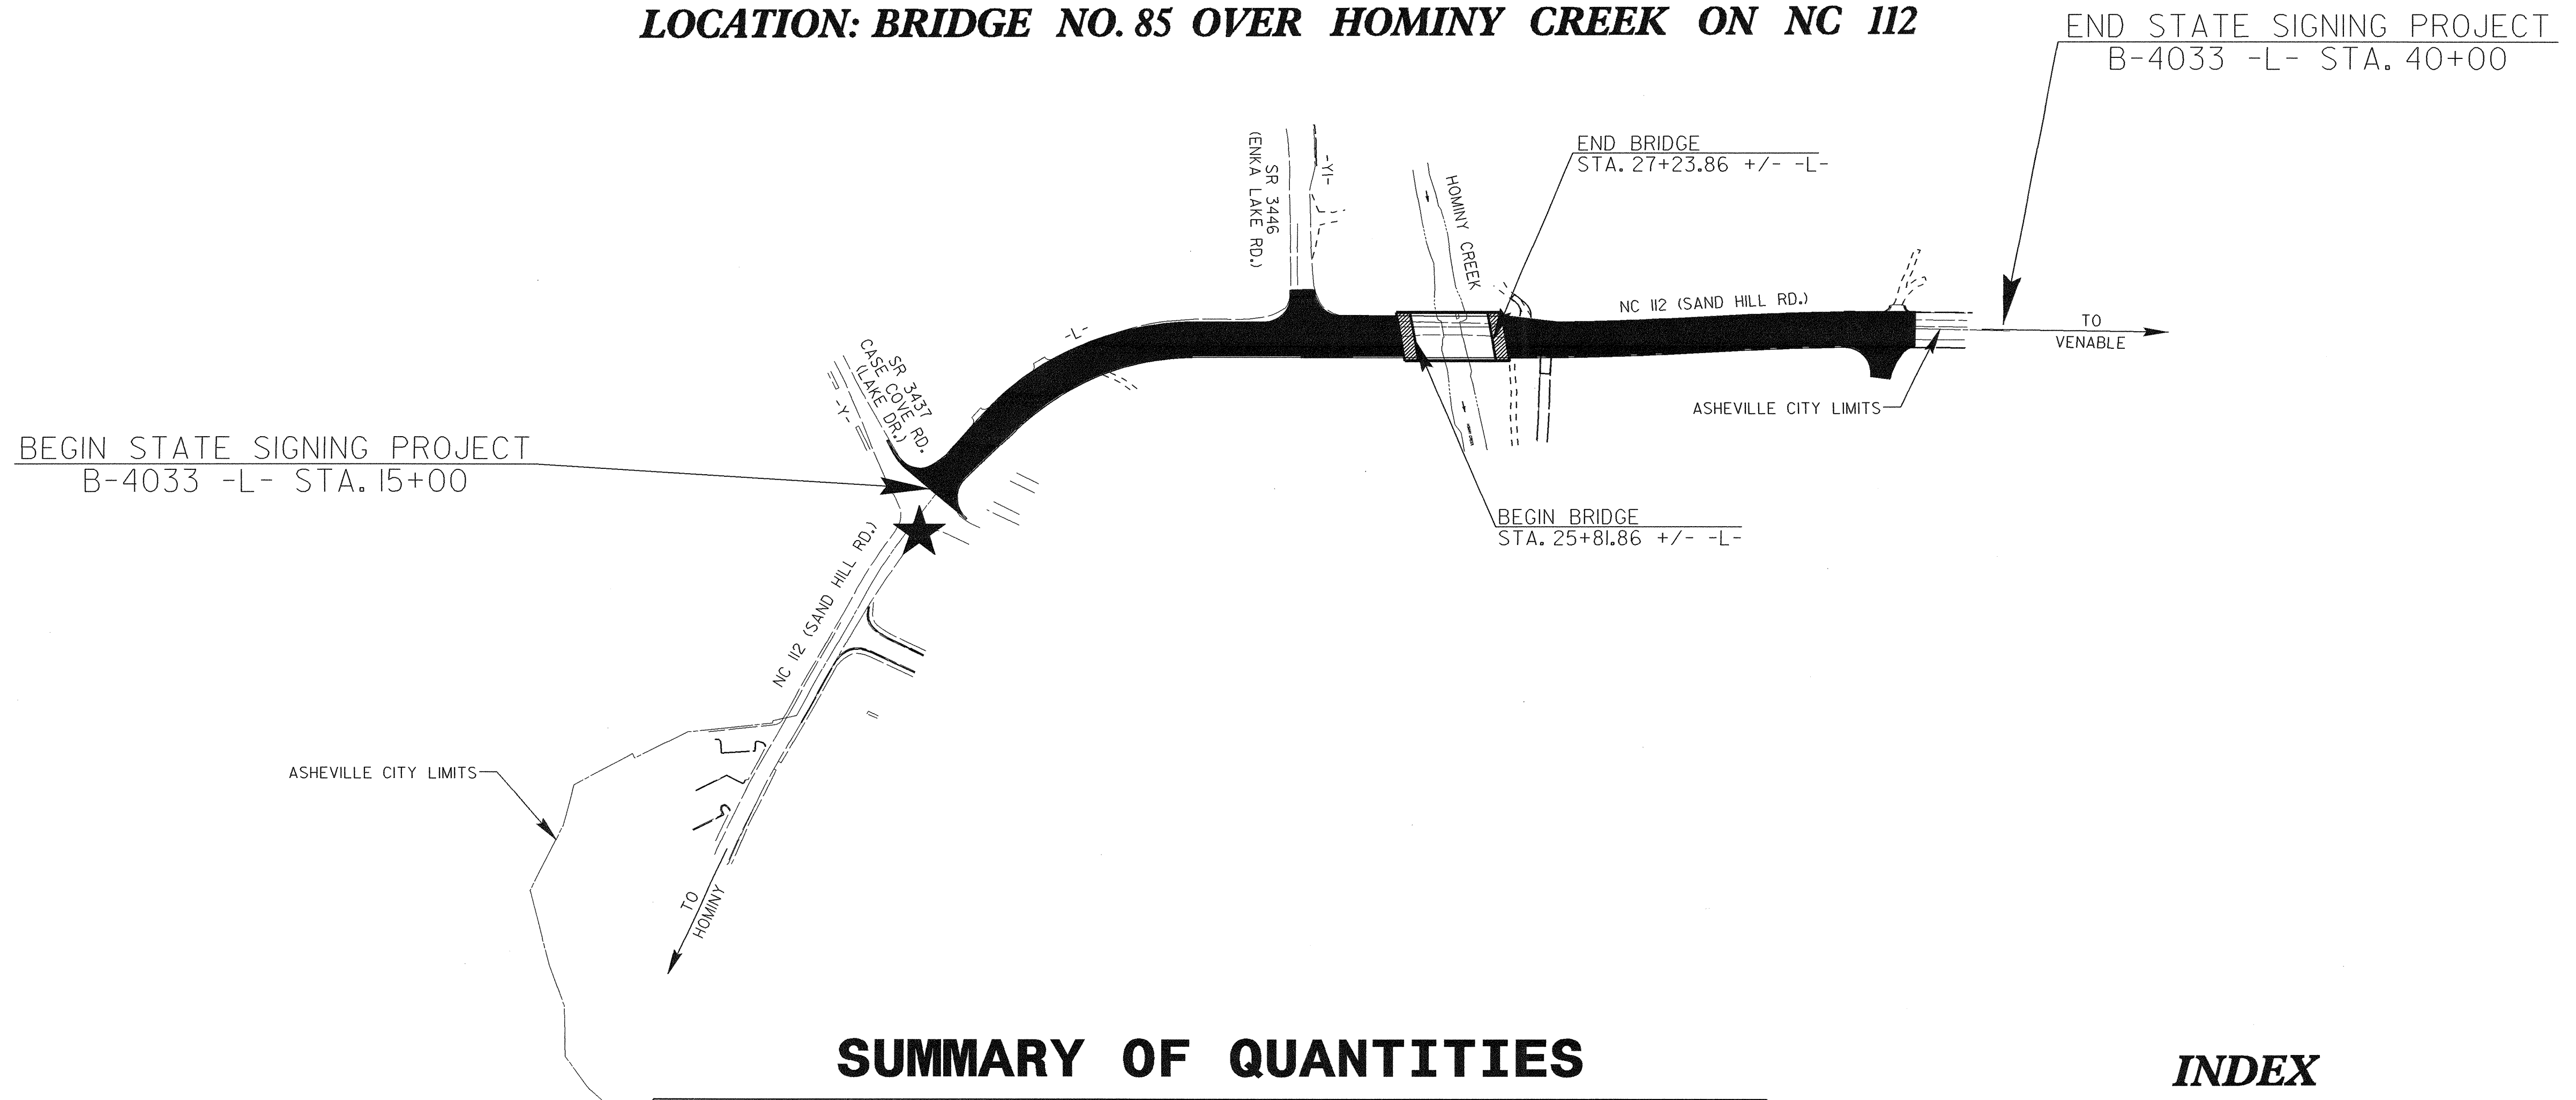 LOCATION: BRIDGE NO. 85 OVER HOMINY CREEK ON NC 112
END STATE SIGNING PROJECT
B-4033 -L- STA. 40+00
END BRIDGE
STA. 27+23.86 +/- -L-
SR 3446
(ENKA LAKE RD.)
-Y1-
HOMINY CREEK
NC 112 (SAND HILL RD.)
TO
VENABLE
-L-
SR 3437
CASE COVE RD.
(LAKE DR.)
-Y-
ASHEVILLE CITY LIMITS
BEGIN STATE SIGNING PROJECT
B-4033 -L- STA. 15+00
BEGIN BRIDGE
STA. 25+81.86 +/- -L-
NC 112 (SAND HILL RD.)
ASHEVILLE CITY LIMITS
TO
HOMINY
SUMMARY OF QUANTITIES
INDEX